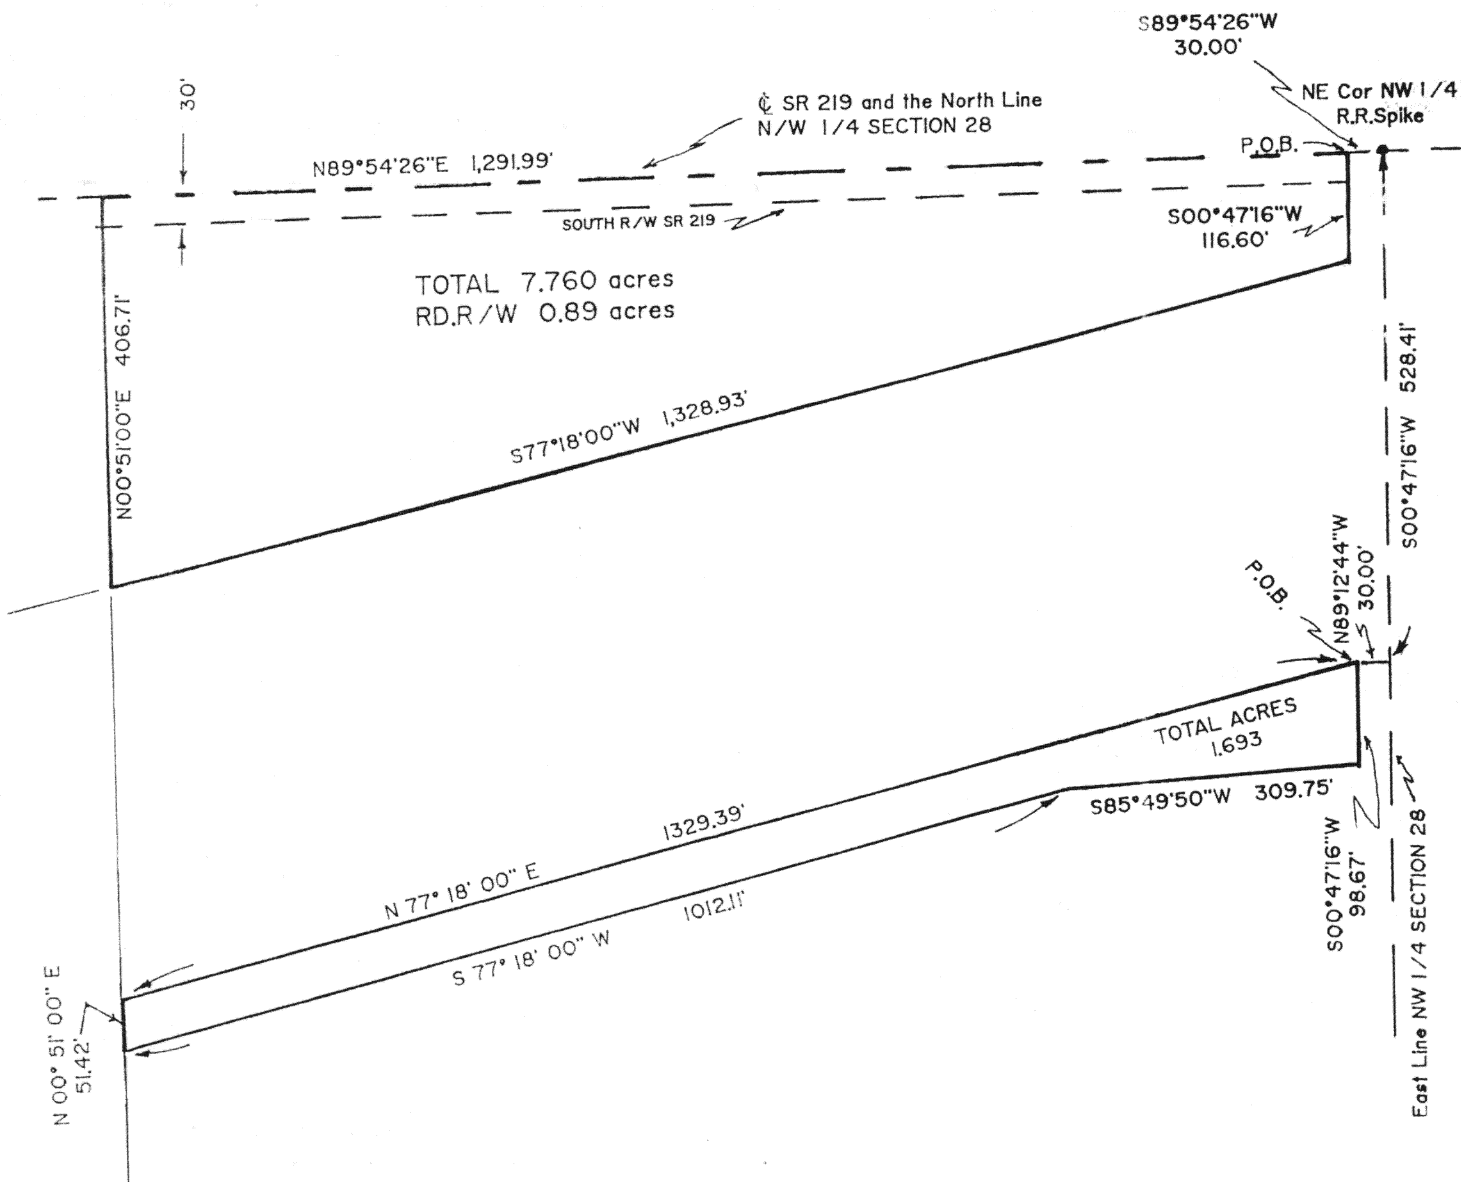 S89°54'26"W
30.00'
NE Cor NW 1/4
R.R.Spike
P.O.B.
30'
℄ SR 219 and the North Line
N/W 1/4 SECTION 28
N89°54'26"E 1,291.99'
SOUTH R/W SR 219
S00°47'16"W
116.60'
TOTAL 7.760 acres
RD.R/W 0.89 acres
N00°51'00"E 406.71'
S77°18'00"W 1,328.93'
S00°47'16"W 528.41'
N89°12'44"W
30.00'
P.O.B.
TOTAL ACRES
1.693
S85°49'50"W 309.75'
1329.39'
N 77° 18' 00" E
1012.11'
S 77° 18' 00" W
S00°47'16"W
98.67'
East Line NW 1/4 SECTION 28
N 00° 51' 00" E
51.42'